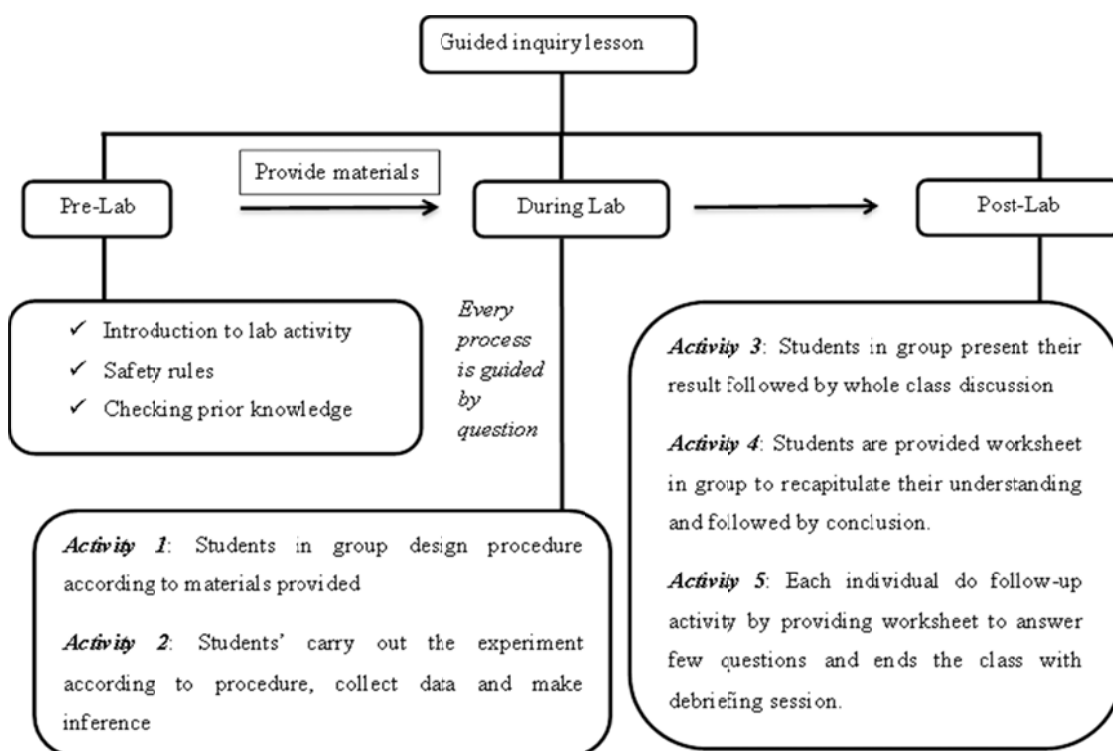 Guided inquiry lesson
Provide materials
Pre-Lab
During Lab
Post-Lab
✓ Introduction to lab activity
✓ Safety rules
✓ Checking prior knowledge
Every
process
is guided
by
question
Activity 1: Students in group design procedure
according to materials provided
Activity 2: Students’ carry out the experiment
according to procedure, collect data and make
inference
Activity 3: Students in group present their
result followed by whole class discussion
Activity 4: Students are provided worksheet
in group to recapitulate their understanding
and followed by conclusion.
Activity 5: Each individual do follow-up
activity by providing worksheet to answer
few questions and ends the class with
debriefing session.